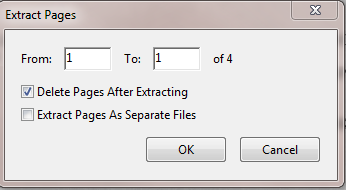 Extract Pages
From: 1 To: 1 of 4
Delete Pages After Extracting
Extract Pages As Separate Files
OK Cancel